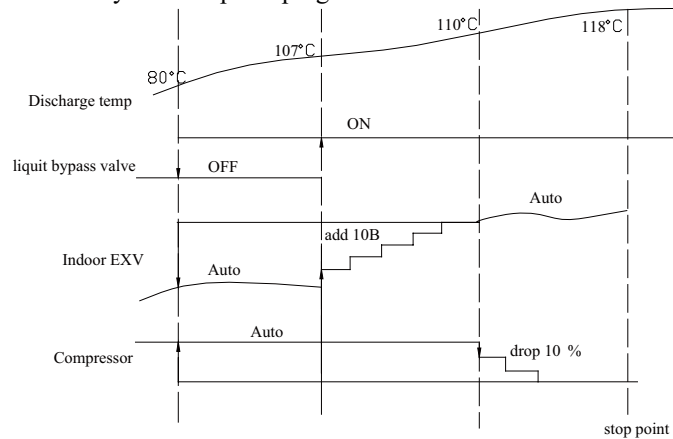 107°C
110°C
118°C
80°C
Discharge temp
ON
liquit bypass valve
OFF
Auto
add 10B
Indoor EXV
Auto
Auto
Compressor
drop 10 %
stop point